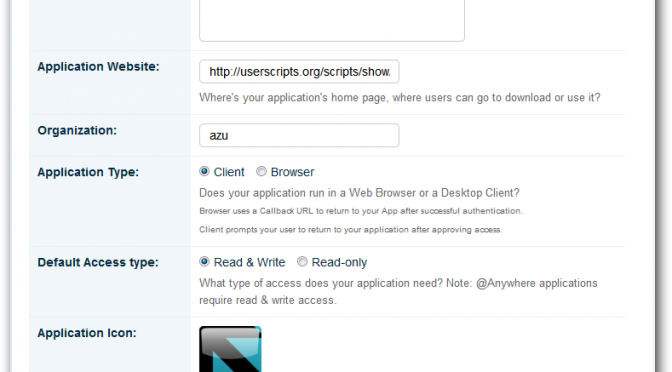 Application Website:
http://userscripts.org/scripts/show
Where's your application's home page, where users can go to download or use it?
Organization:
azu
Application Type:
Client Browser
Does your application run in a Web Browser or a Desktop Client?
Browser uses a Callback URL to return to your App after successful authentication.
Client prompts your user to return to your application after approving access.
Default Access type:
Read & Write Read-only
What type of access does your application need? Note: @Anywhere applications
require read & write access.
Application Icon: